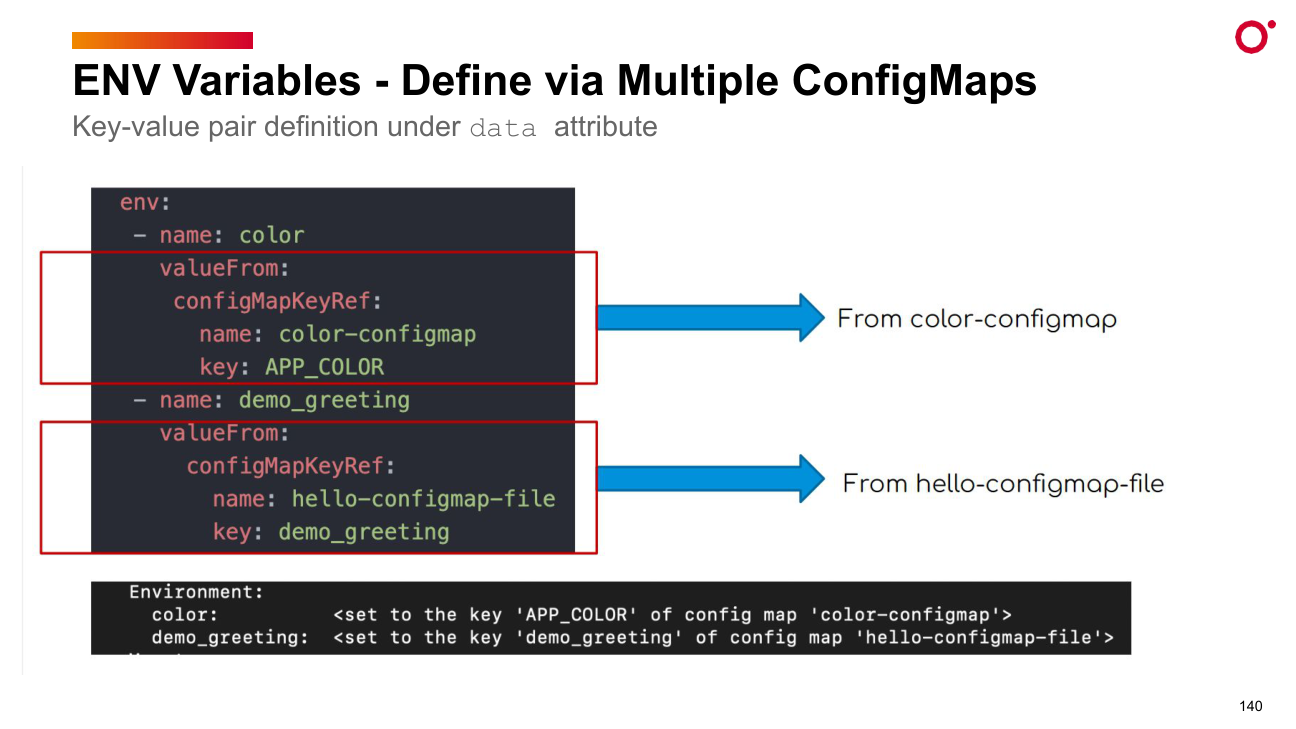 ENV Variables - Define via Multiple ConfigMaps
Key-value pair definition under data attribute
env:
- name: color
valueFrom:
configMapKeyRef:
name: color-configmap
key: APP_COLOR
- name: demo_greeting
valueFrom:
configMapKeyRef:
name: hello-configmap-file
key: demo_greeting
From color-configmap
From hello-configmap-file
Environment:
color: <set to the key 'APP_COLOR' of config map 'color-configmap'>
demo_greeting: <set to the key 'demo_greeting' of config map 'hello-configmap-file'>
140